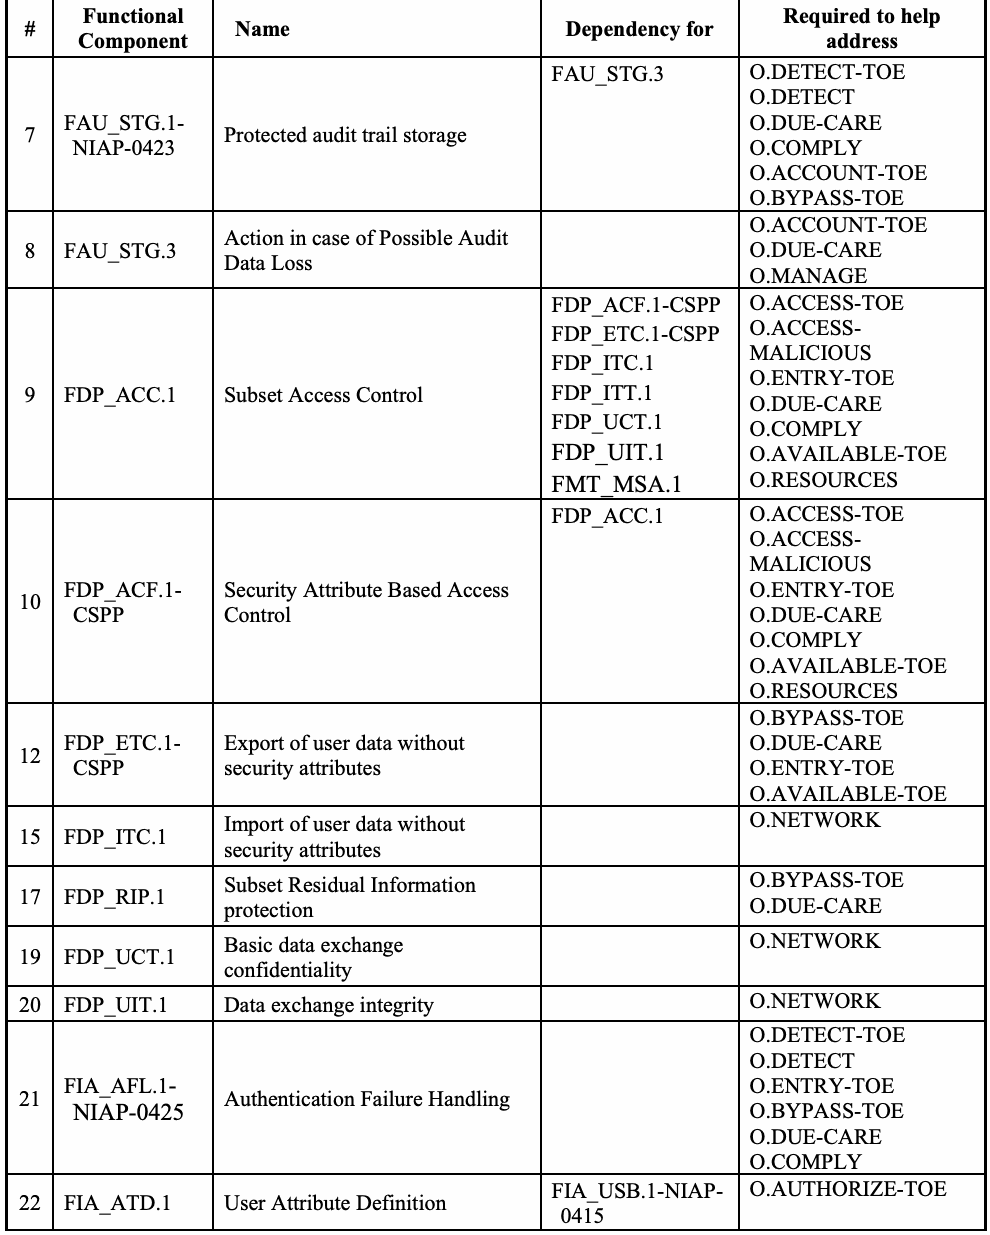 # Functional Component Name Dependency for Required to help address
7
FAU_STG.1-
NIAP-0423
Protected audit trail storage
FAU_STG.3
O.DETECT-TOE
O.DETECT
O.DUE-CARE
O.COMPLY
O.ACCOUNT-TOE
O.BYPASS-TOE
8
FAU_STG.3
Action in case of Possible Audit
Data Loss
O.ACCOUNT-TOE
O.DUE-CARE
O.MANAGE
9
FDP_ACC.1
Subset Access Control
FDP_ACF.1-CSPP
FDP_ETC.1-CSPP
FDP_ITC.1
FDP_ITT.1
FDP_UCT.1
FDP_UIT.1
FMT_MSA.1
O.ACCESS-TOE
O.ACCESS-
MALICIOUS
O.ENTRY-TOE
O.DUE-CARE
O.COMPLY
O.AVAILABLE-TOE
O.RESOURCES
10
FDP_ACF.1-
CSPP
Security Attribute Based Access
Control
FDP_ACC.1
O.ACCESS-TOE
O.ACCESS-
MALICIOUS
O.ENTRY-TOE
O.DUE-CARE
O.COMPLY
O.AVAILABLE-TOE
O.RESOURCES
12
FDP_ETC.1-
CSPP
Export of user data without
security attributes
O.BYPASS-TOE
O.DUE-CARE
O.ENTRY-TOE
O.AVAILABLE-TOE
15
FDP_ITC.1
Import of user data without
security attributes
O.NETWORK
17
FDP_RIP.1
Subset Residual Information
protection
O.BYPASS-TOE
O.DUE-CARE
19
FDP_UCT.1
Basic data exchange
confidentiality
O.NETWORK
20
FDP_UIT.1
Data exchange integrity
O.NETWORK
21
FIA_AFL.1-
NIAP-0425
Authentication Failure Handling
O.DETECT-TOE
O.DETECT
O.ENTRY-TOE
O.BYPASS-TOE
O.DUE-CARE
O.COMPLY
22
FIA_ATD.1
User Attribute Definition
FIA_USB.1-NIAP-
0415
O.AUTHORIZE-TOE